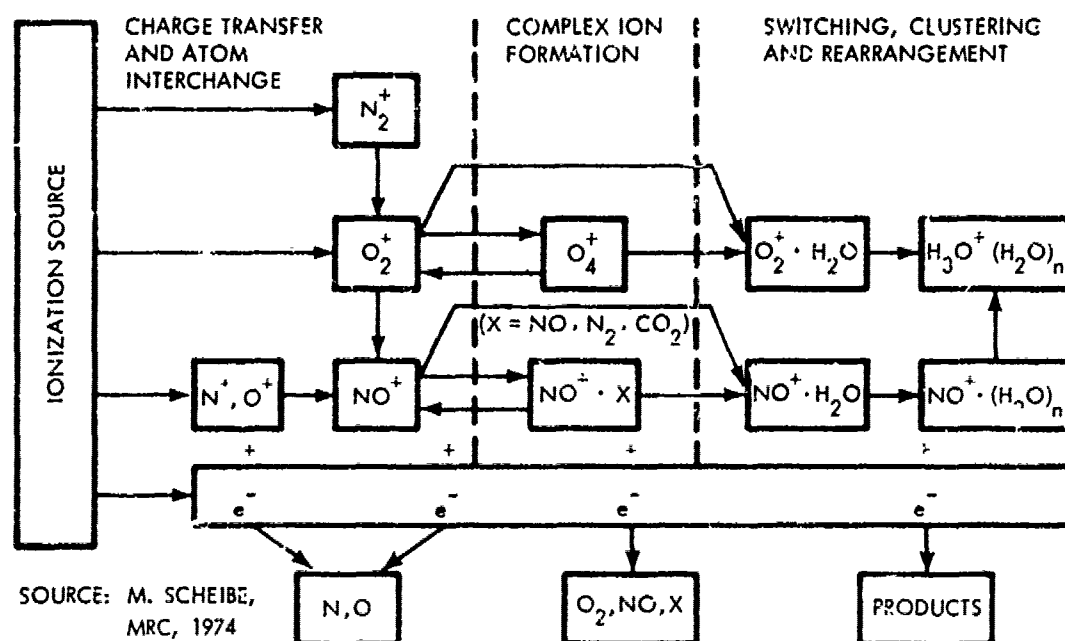 CHARGE TRANSFER
AND ATOM
INTERCHANGE
COMPLEX ION
FORMATION
SWITCHING, CLUSTERING
AND REARRANGEMENT
IONIZATION SOURCE
N₂⁺
O₂⁺
O₄⁺
O₂⁺ · H₂O
H₃O⁺ (H₂O)ₙ
(X = NO, N₂, CO₂)
N⁺, O⁺
NO⁺
NO⁺ · X
NO⁺ · H₂O
NO⁺ · (H₂O)ₙ
+ + + +
e⁻ e⁻ e⁻ e⁻
N, O
O₂, NO, X
PRODUCTS
SOURCE: M. SCHEIBE,
MRC, 1974